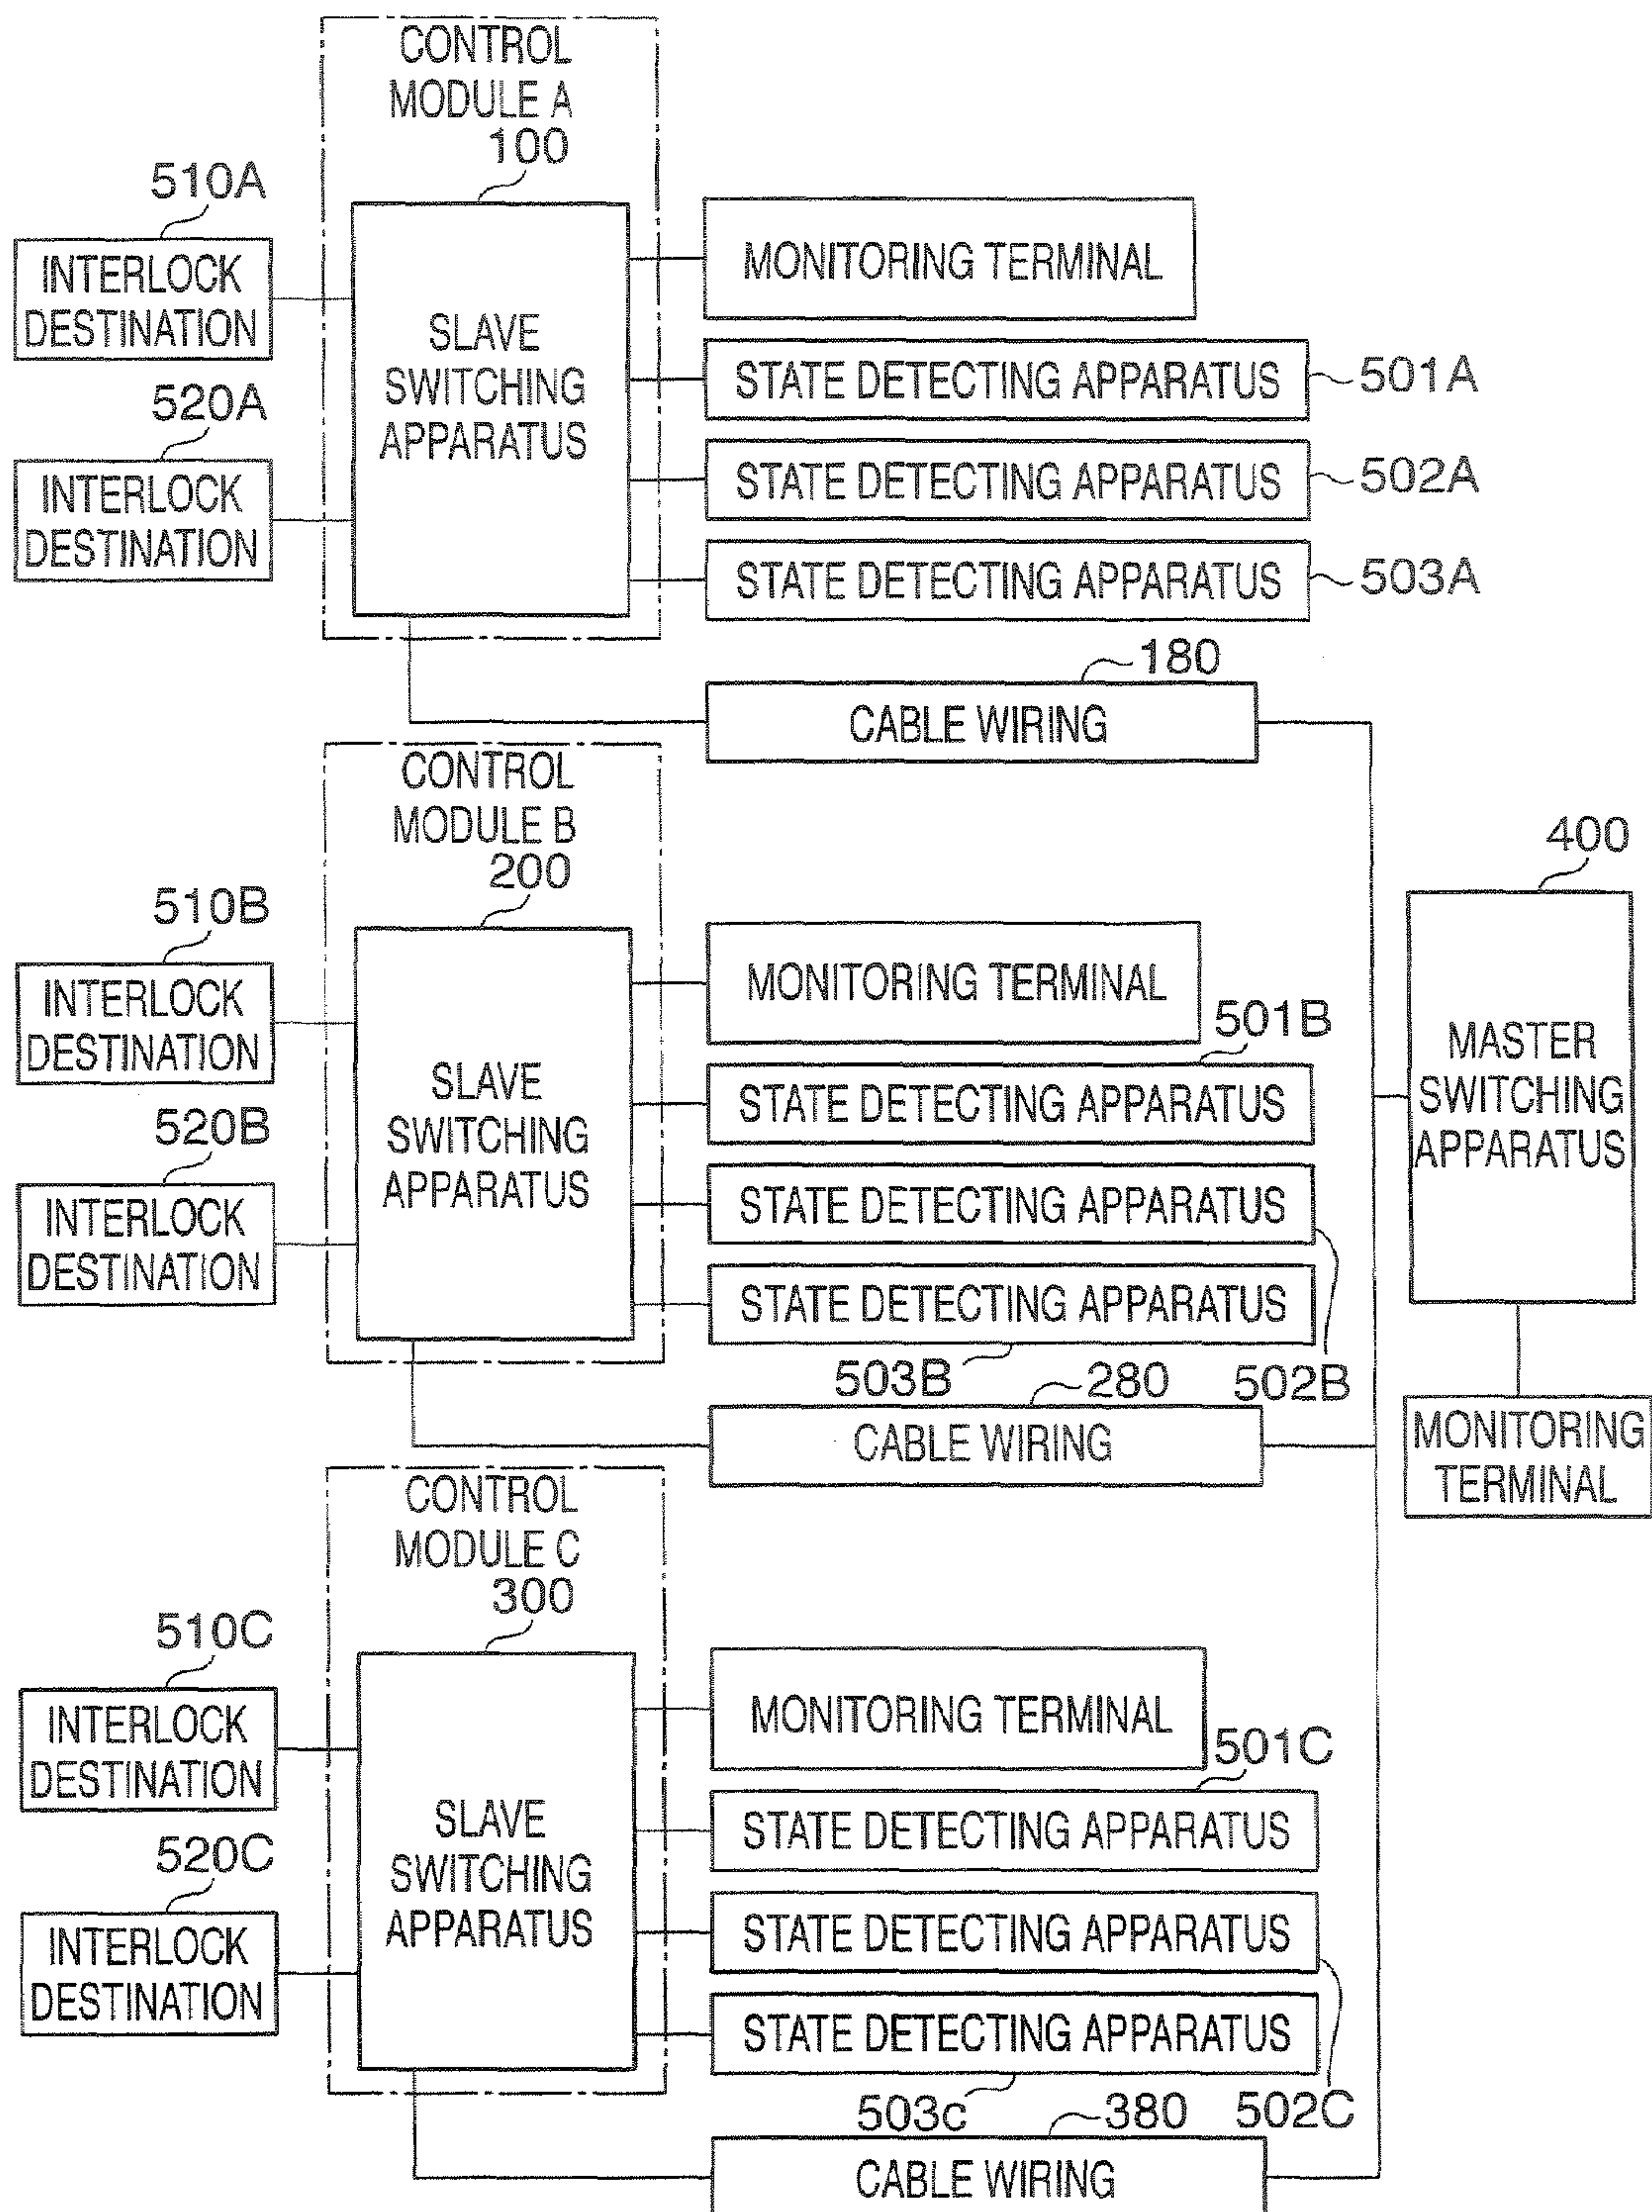 CONTROL
MODULE A
100
510A
INTERLOCK
DESTINATION
520A
INTERLOCK
DESTINATION
SLAVE
SWITCHING
APPARATUS
MONITORING TERMINAL
STATE DETECTING APPARATUS 501A
STATE DETECTING APPARATUS 502A
STATE DETECTING APPARATUS 503A
180
CABLE WIRING
CONTROL
MODULE B
200
510B
INTERLOCK
DESTINATION
520B
INTERLOCK
DESTINATION
SLAVE
SWITCHING
APPARATUS
MONITORING TERMINAL
501B
STATE DETECTING APPARATUS
STATE DETECTING APPARATUS
STATE DETECTING APPARATUS
503B
280
502B
CABLE WIRING
400
MASTER
SWITCHING
APPARATUS
MONITORING
TERMINAL
CONTROL
MODULE C
300
510C
INTERLOCK
DESTINATION
520C
INTERLOCK
DESTINATION
SLAVE
SWITCHING
APPARATUS
MONITORING TERMINAL
501C
STATE DETECTING APPARATUS
STATE DETECTING APPARATUS
STATE DETECTING APPARATUS
503c
380
502C
CABLE WIRING